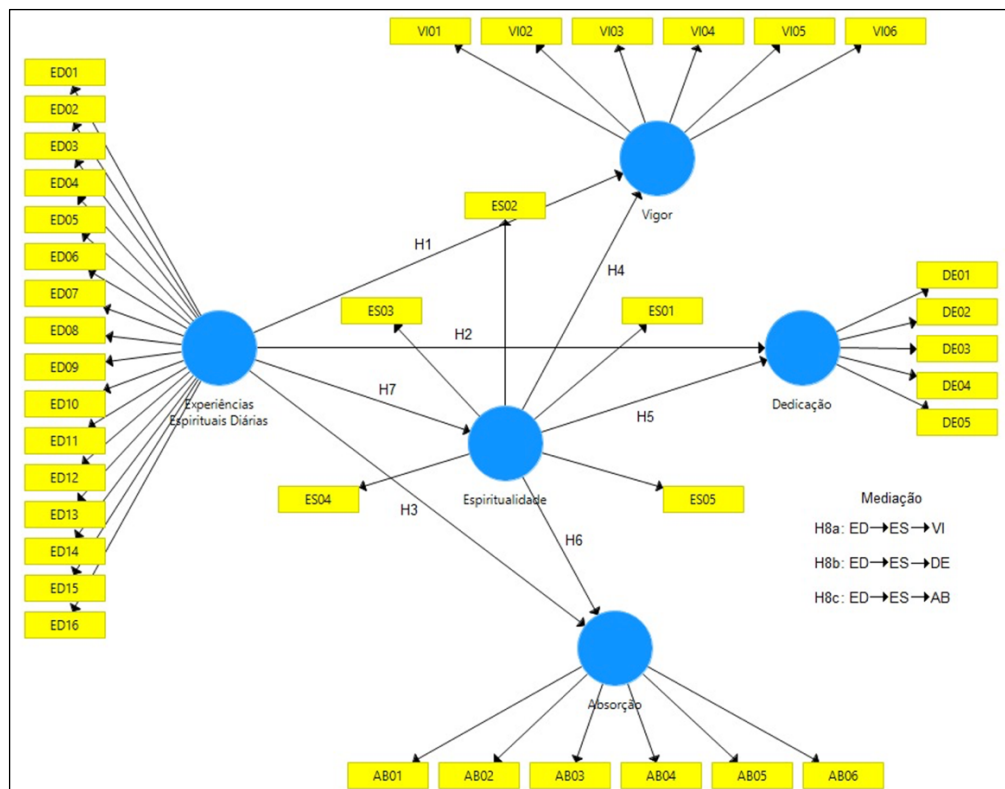 VI01 VI02 VI03 VI04 VI05 VI06
ED01
ED02
ED03
ED04
ED05
ED06
ED07
ED08
ED09
ED10
ED11
ED12
ED13
ED14
ED15
ED16
Experiências
Espirituais Diárias
H1
H2
H7
H3
ES02
ES03
ES01
ES04
ES05
Espiritualidade
H4
H5
H6
Vigor
Dedicação
DE01
DE02
DE03
DE04
DE05
Mediação
H8a: ED→ES→VI
H8b: ED→ES→DE
H8c: ED→ES→AB
Absorção
AB01 AB02 AB03 AB04 AB05 AB06